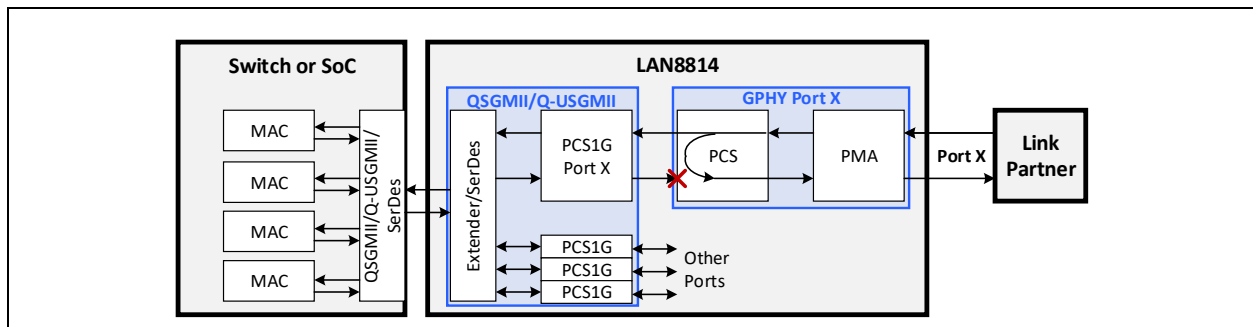 Switch or SoC
MAC
MAC
MAC
MAC
QSGMII/Q-USGMII/
SerDes
LAN8814
QSGMII/Q-USGMII
Extender/SerDes
PCS1G
Port X
PCS1G
PCS1G
PCS1G
Other
Ports
GPHY Port X
PCS
PMA
Port X
Link
Partner